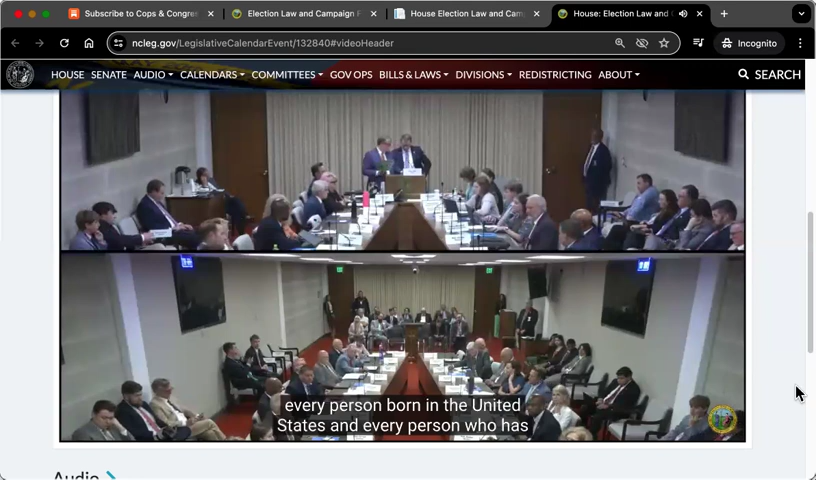 Subscribe to Cops & Congre
Election Law and Campaign F
House Election Law and Cam
House: Election Law and
ncleg.gov/LegislativeCalendarEvent/132840#videoHeader
Incognito
HOUSE SENATE AUDIO CALENDARS COMMITTEES GOV OPS BILLS & LAWS DIVISIONS REDISTRICTING ABOUT SEARCH
every person born in the United
States and every person who has
Audio